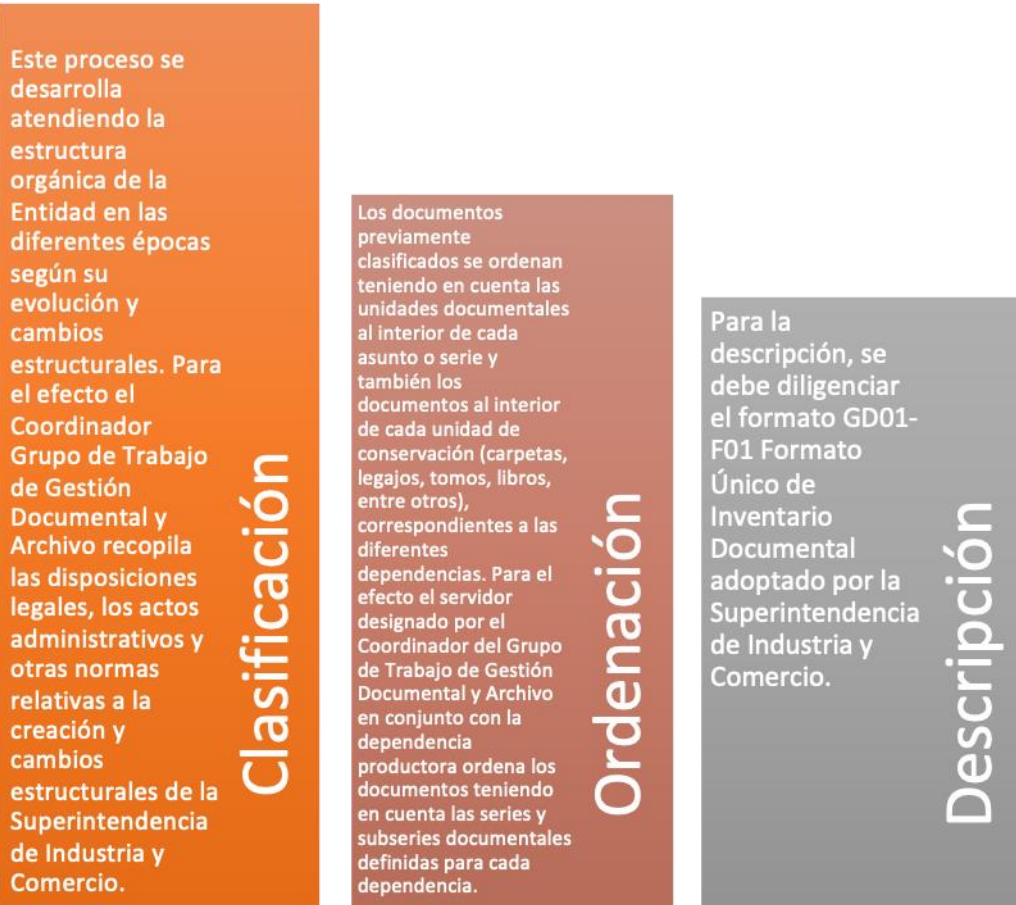 Este proceso se
desarrolla
atendiendo la
estructura
orgánica de la
Entidad en las
diferentes épocas
según su
evolución y
cambios
estructurales. Para
el efecto el
Coordinador
Grupo de Trabajo
de Gestión
Documental y
Archivo recopila
las disposiciones
legales, los actos
administrativos y
otras normas
relativas a la
creación y
cambios
estructurales de la
Superintendencia
de Industria y
Comercio.
Clasificación
Los documentos
previamente
clasificados se ordenan
teniendo en cuenta las
unidades documentales
al interior de cada
asunto o serie y
también los
documentos al interior
de cada unidad de
conservación (carpetas,
legajos, tomos, libros,
entre otros),
correspondientes a las
diferentes
dependencias. Para el
efecto el servidor
designado por el
Coordinador del Grupo
de Trabajo de Gestión
Documental y Archivo
en conjunto con la
dependencia
productora ordena los
documentos teniendo
en cuenta las series y
subseries documentales
definidas para cada
dependencia.
Ordenación
Para la
descripción, se
debe diligenciar
el formato GD01-
F01 Formato
Único de
Inventario
Documental
adoptado por la
Superintendencia
de Industria y
Comercio.
Descripción